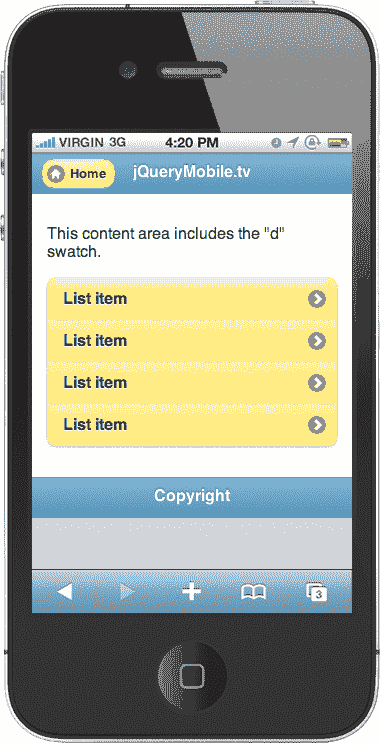 VIRGIN 3G 4:20 PM
Home jQueryMobile.tv
This content area includes the "d"
swatch.
List item
List item
List item
List item
Copyright
3